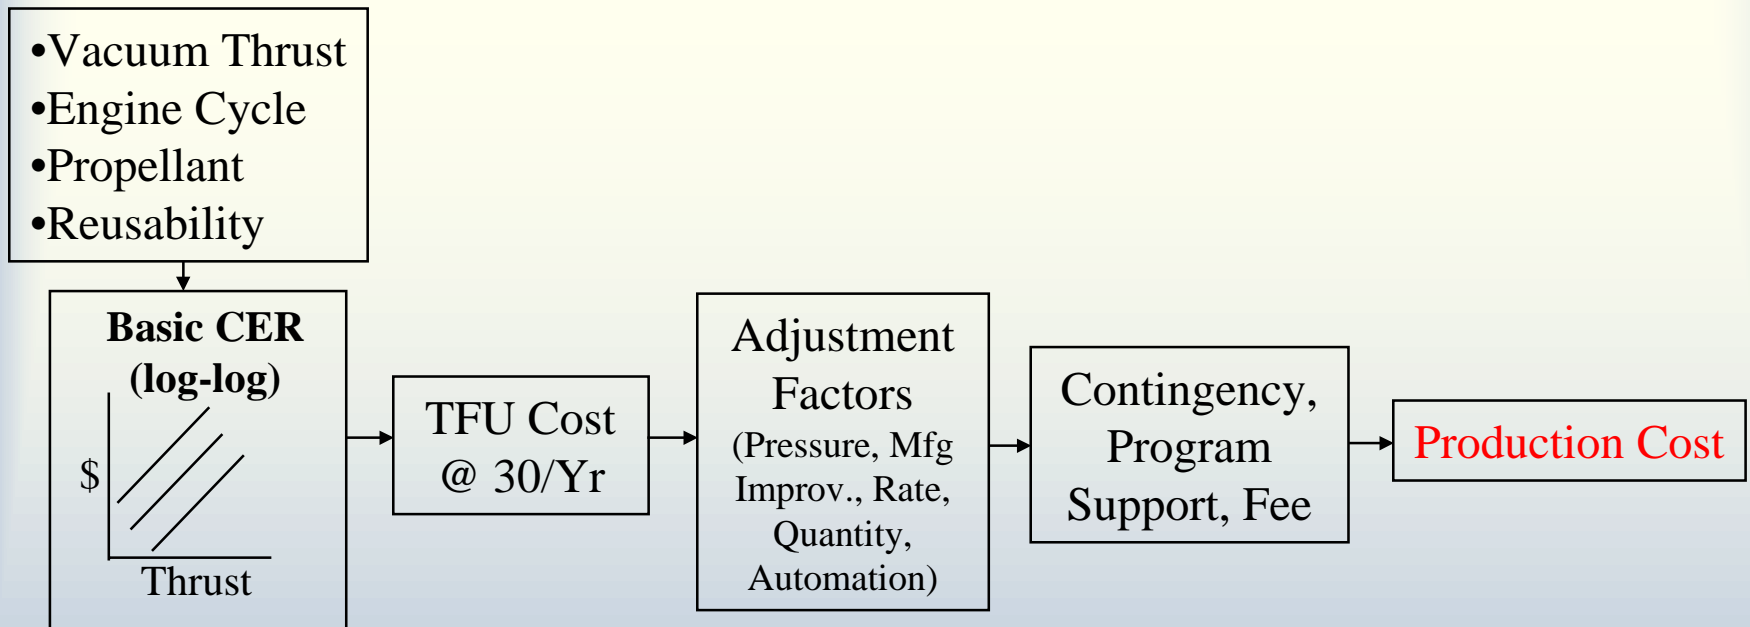 •Vacuum Thrust
•Engine Cycle
•Propellant
•Reusability
Basic CER
(log-log)
$
Thrust
TFU Cost
@ 30/Yr
Adjustment
Factors
(Pressure, Mfg
Improv., Rate,
Quantity,
Automation)
Contingency,
Program
Support, Fee
Production Cost